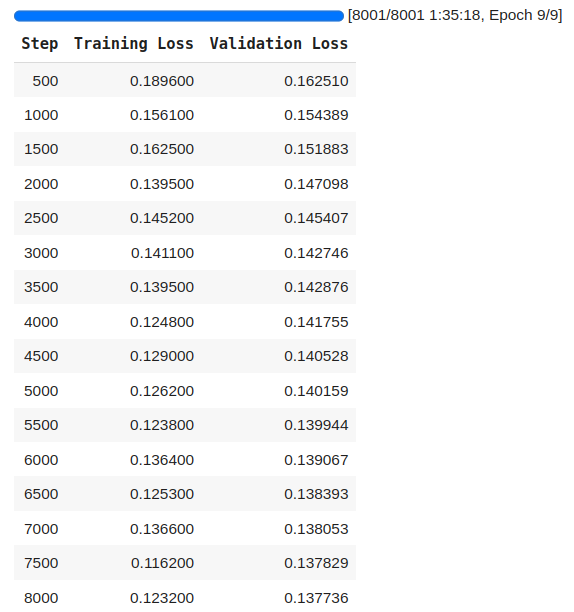 [8001/8001 1:35:18, Epoch 9/9]
Step Training Loss Validation Loss
500 0.189600 0.162510
1000 0.156100 0.154389
1500 0.162500 0.151883
2000 0.139500 0.147098
2500 0.145200 0.145407
3000 0.141100 0.142746
3500 0.139500 0.142876
4000 0.124800 0.141755
4500 0.129000 0.140528
5000 0.126200 0.140159
5500 0.123800 0.139944
6000 0.136400 0.139067
6500 0.125300 0.138393
7000 0.136600 0.138053
7500 0.116200 0.137829
8000 0.123200 0.137736